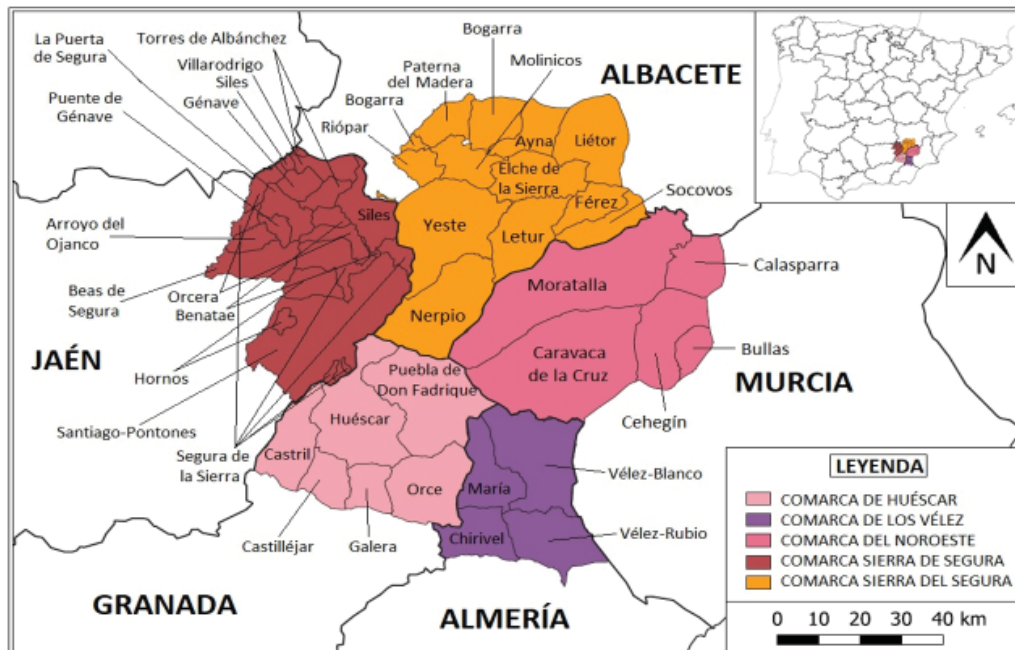 La Puerta
de Segura
Torres de Albánchez
Villarodrigo
Siles
Génave
Puente de
Génave
Bogarra
Paterna
del Madera
Molinicos
Bogarra
Riópar
ALBACETE
Ayna
Liétor
Elche de
la Sierra
Socovos
Férez
Yeste
Letur
Siles
Arroyo del
Ojanco
Beas de
Segura
Orcera
Benatae
Nerpio
Moratalla
Calasparra
JAÉN
Hornos
Caravaca
de la Cruz
Bullas
MURCIA
Cehegín
Puebla de
Don Fadrique
Huéscar
Santiago-Pontones
Segura de
la Sierra
Castril
Orce
María
Vélez-Blanco
Castilléjar
Galera
Chirivel
Vélez-Rubio
GRANADA
ALMERÍA
N
LEYENDA
COMARCA DE HUÉSCAR
COMARCA DE LOS VÉLEZ
COMARCA DEL NOROESTE
COMARCA SIERRA DE SEGURA
COMARCA SIERRA DEL SEGURA
0 10 20 30 40 km